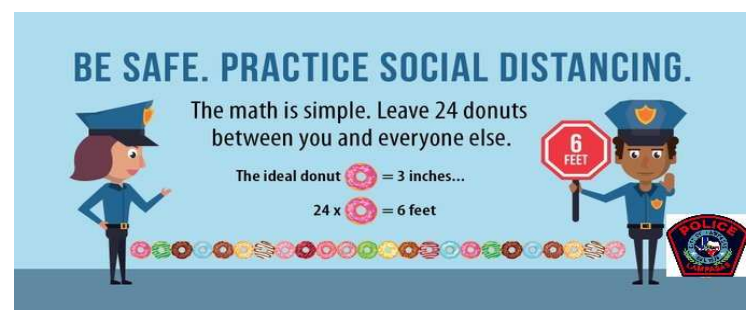 BE SAFE. PRACTICE SOCIAL DISTANCING.
The math is simple. Leave 24 donuts
between you and everyone else.
The ideal donut = 3 inches...
24 x = 6 feet
6
FEET
POLICE
LAMPASAS